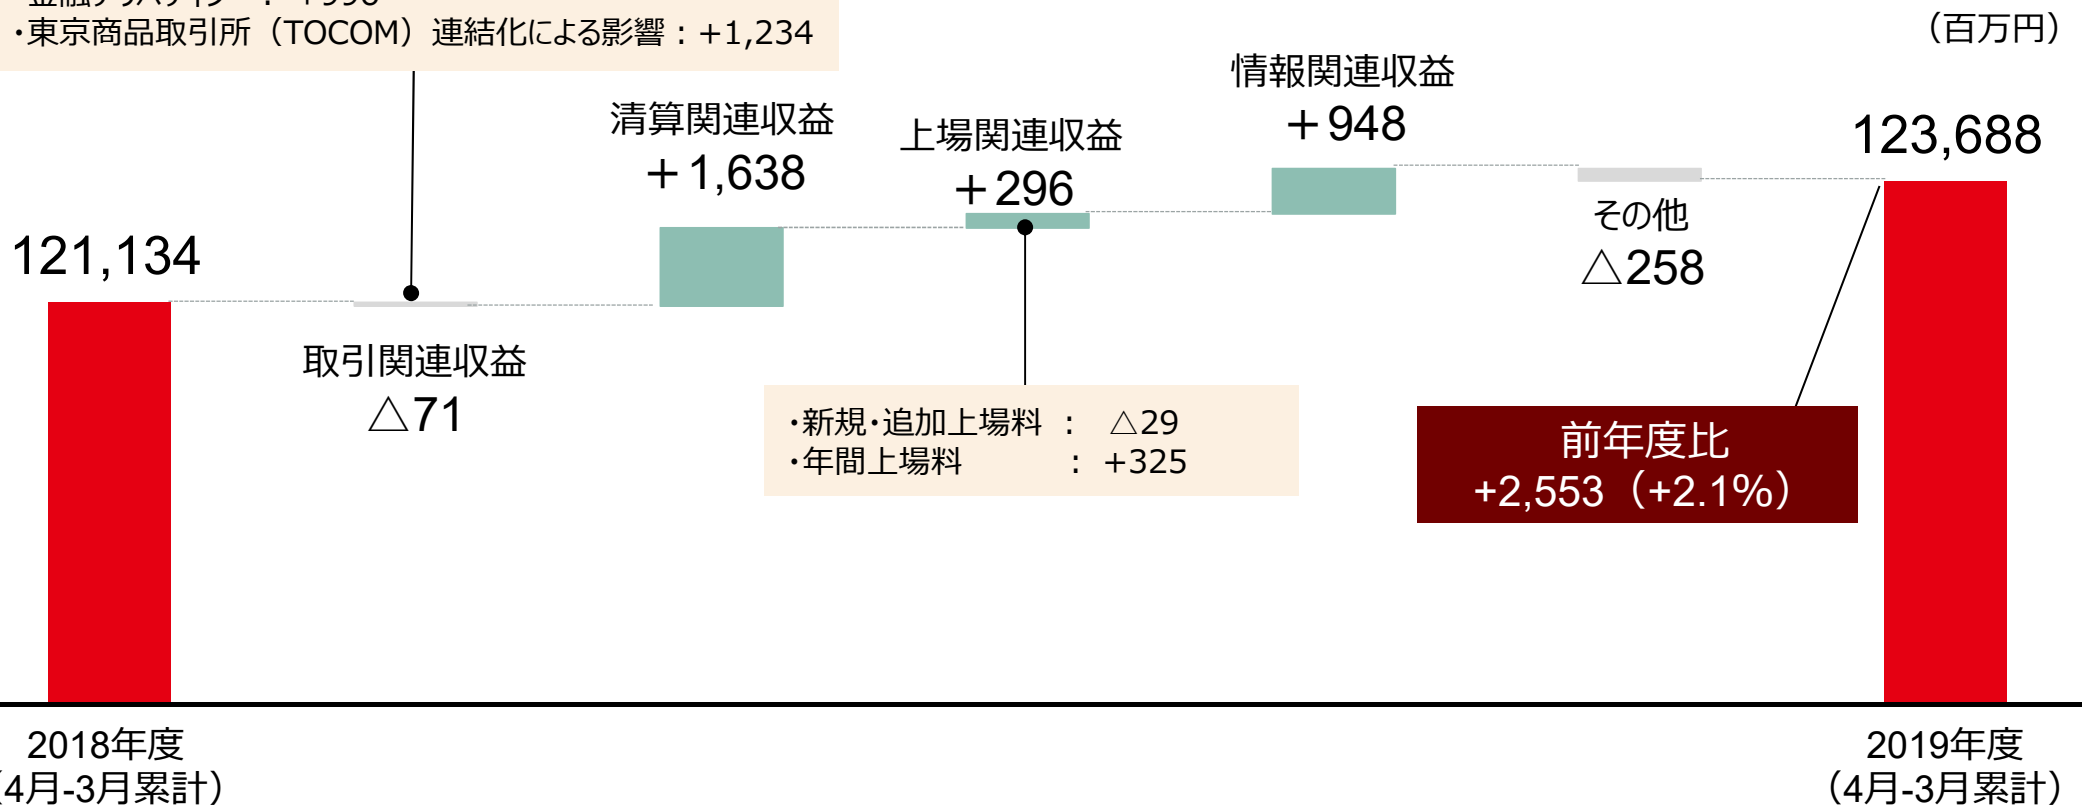 ・東京商品取引所（TOCOM）連結化による影響：+1,234
（百万円）
情報関連収益
＋948
清算関連収益
＋1,638
上場関連収益
＋296
123,688
121,134
その他
△258
取引関連収益
△71
・新規・追加上場料 ： △29
・年間上場料 ： +325
前年度比
+2,553（+2.1%）
2018年度
（4月-3月累計）
2019年度
（4月-3月累計）